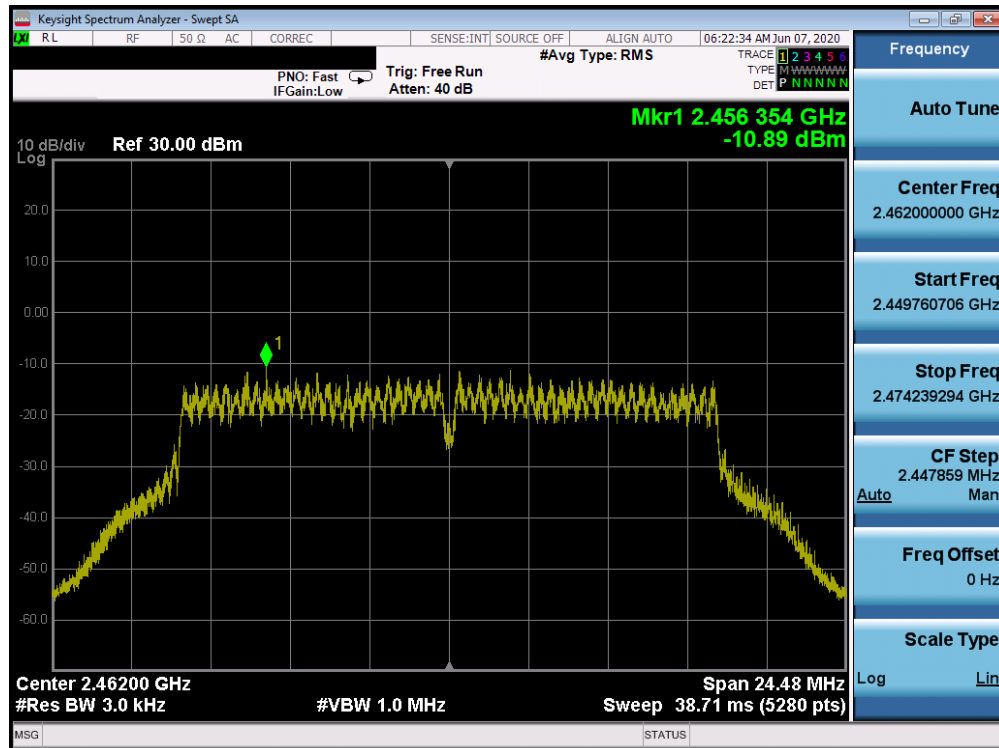 Keysight Spectrum Analyzer - Swept SA
LXI RL RF 50 Ω AC CORREC SENSE:INT SOURCE OFF ALIGN AUTO 06:22:34 AM Jun 07, 2020
#Avg Type: RMS
PNO: Fast
IFGain:Low
Trig: Free Run
Atten: 40 dB
TRACE 1 2 3 4 5 6
TYPE M WWWWW
DET P N N N N N
Mkr1 2.456 354 GHz
-10.89 dBm
10 dB/div Ref 30.00 dBm
Log
20.0
10.0
0.00
-10.0
-20.0
-30.0
-40.0
-50.0
-60.0
1
Center 2.46200 GHz Span 24.48 MHz
#Res BW 3.0 kHz #VBW 1.0 MHz Sweep 38.71 ms (5280 pts)
MSG STATUS
Frequency
Auto Tune
Center Freq
2.462000000 GHz
Start Freq
2.449760706 GHz
Stop Freq
2.474239294 GHz
CF Step
2.447859 MHz
Auto Man
Freq Offset
0 Hz
Scale Type
Log Lin